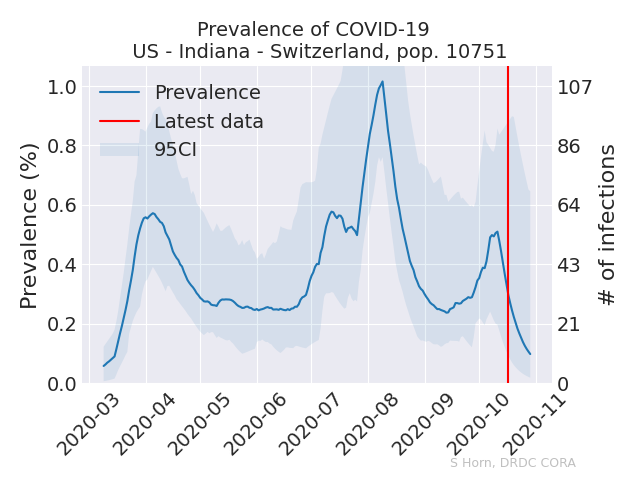 Prevalence of COVID-19
US - Indiana - Switzerland, pop. 10751
Prevalence
Latest data
95CI
Prevalence (%)
1.0
0.8
0.6
0.4
0.2
0.0
107
86
64
43
21
0
# of infections
2020-03
2020-04
2020-05
2020-06
2020-07
2020-08
2020-09
2020-10
2020-11
S Horn, DRDC CORA